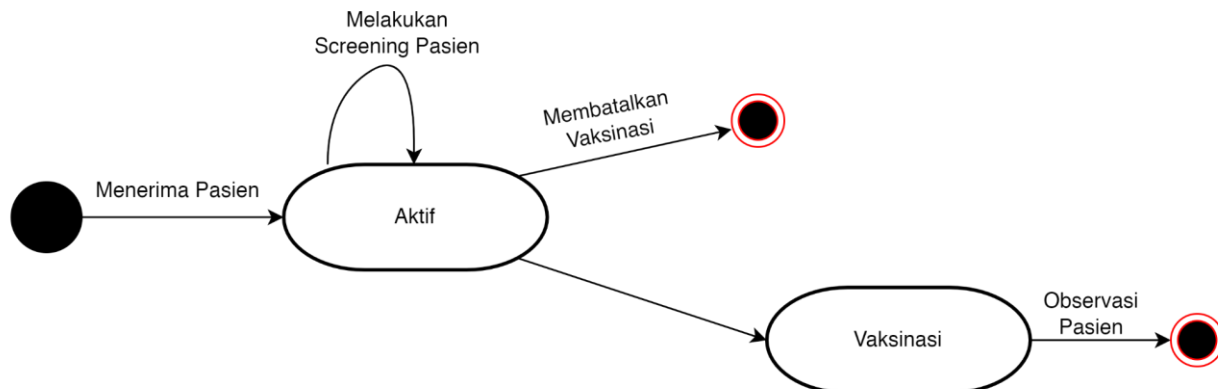 Melakukan
Screening Pasien
Membatalkan
Vaksinasi
Menerima Pasien
Aktif
Observasi
Pasien
Vaksinasi